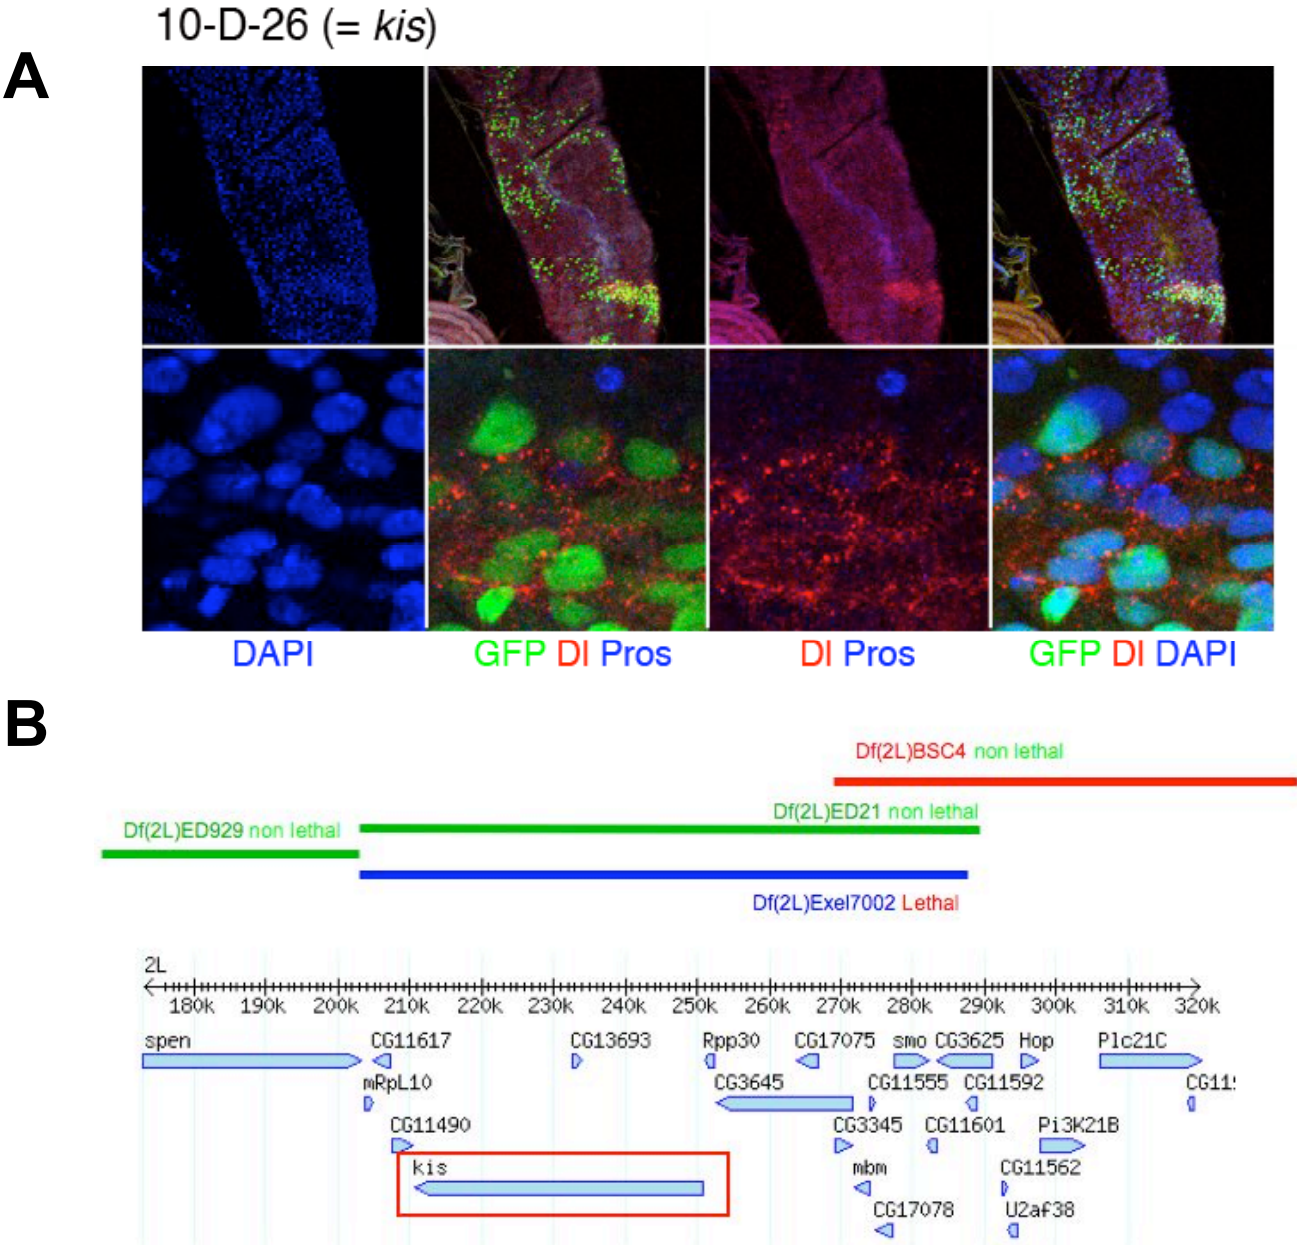 10-D-26 (= kis)
A
DAPI GFP Dl Pros Dl Pros GFP Dl DAPI
B
Df(2L)BSC4 non lethal
Df(2L)ED21 non lethal
Df(2L)ED929 non lethal
Df(2L)Exel7002 Lethal
2L
180k 190k 200k 210k 220k 230k 240k 250k 260k 270k 280k 290k 300k 310k 320k
spen CG11617 CG13693 Rpp30 CG17075 smo CG3625 Hop Plc21C
mRpL10 CG3645 CG11555 CG11592
CG11490 CG3345 CG11601 Pi3K21B
kis mbm CG11562
CG17078 U2af38